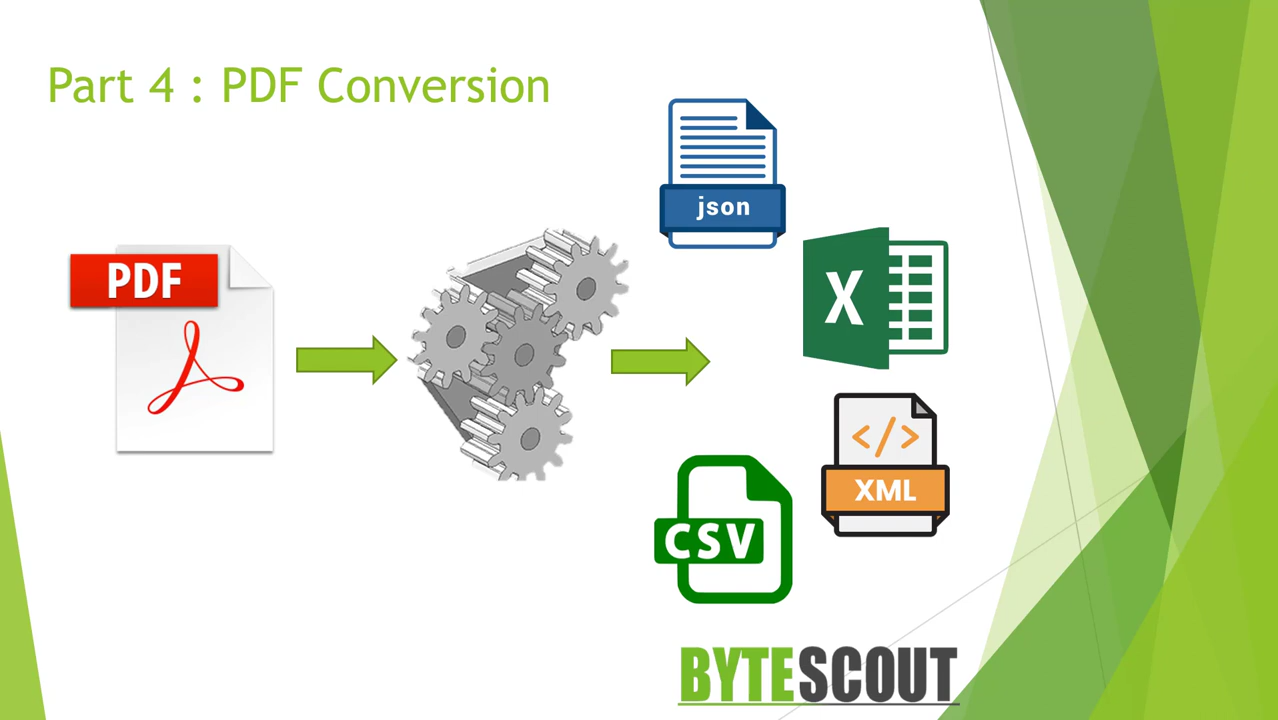 Part 4 : PDF Conversion
json
PDF
X
</>
XML
CSV
BYTESCOUT